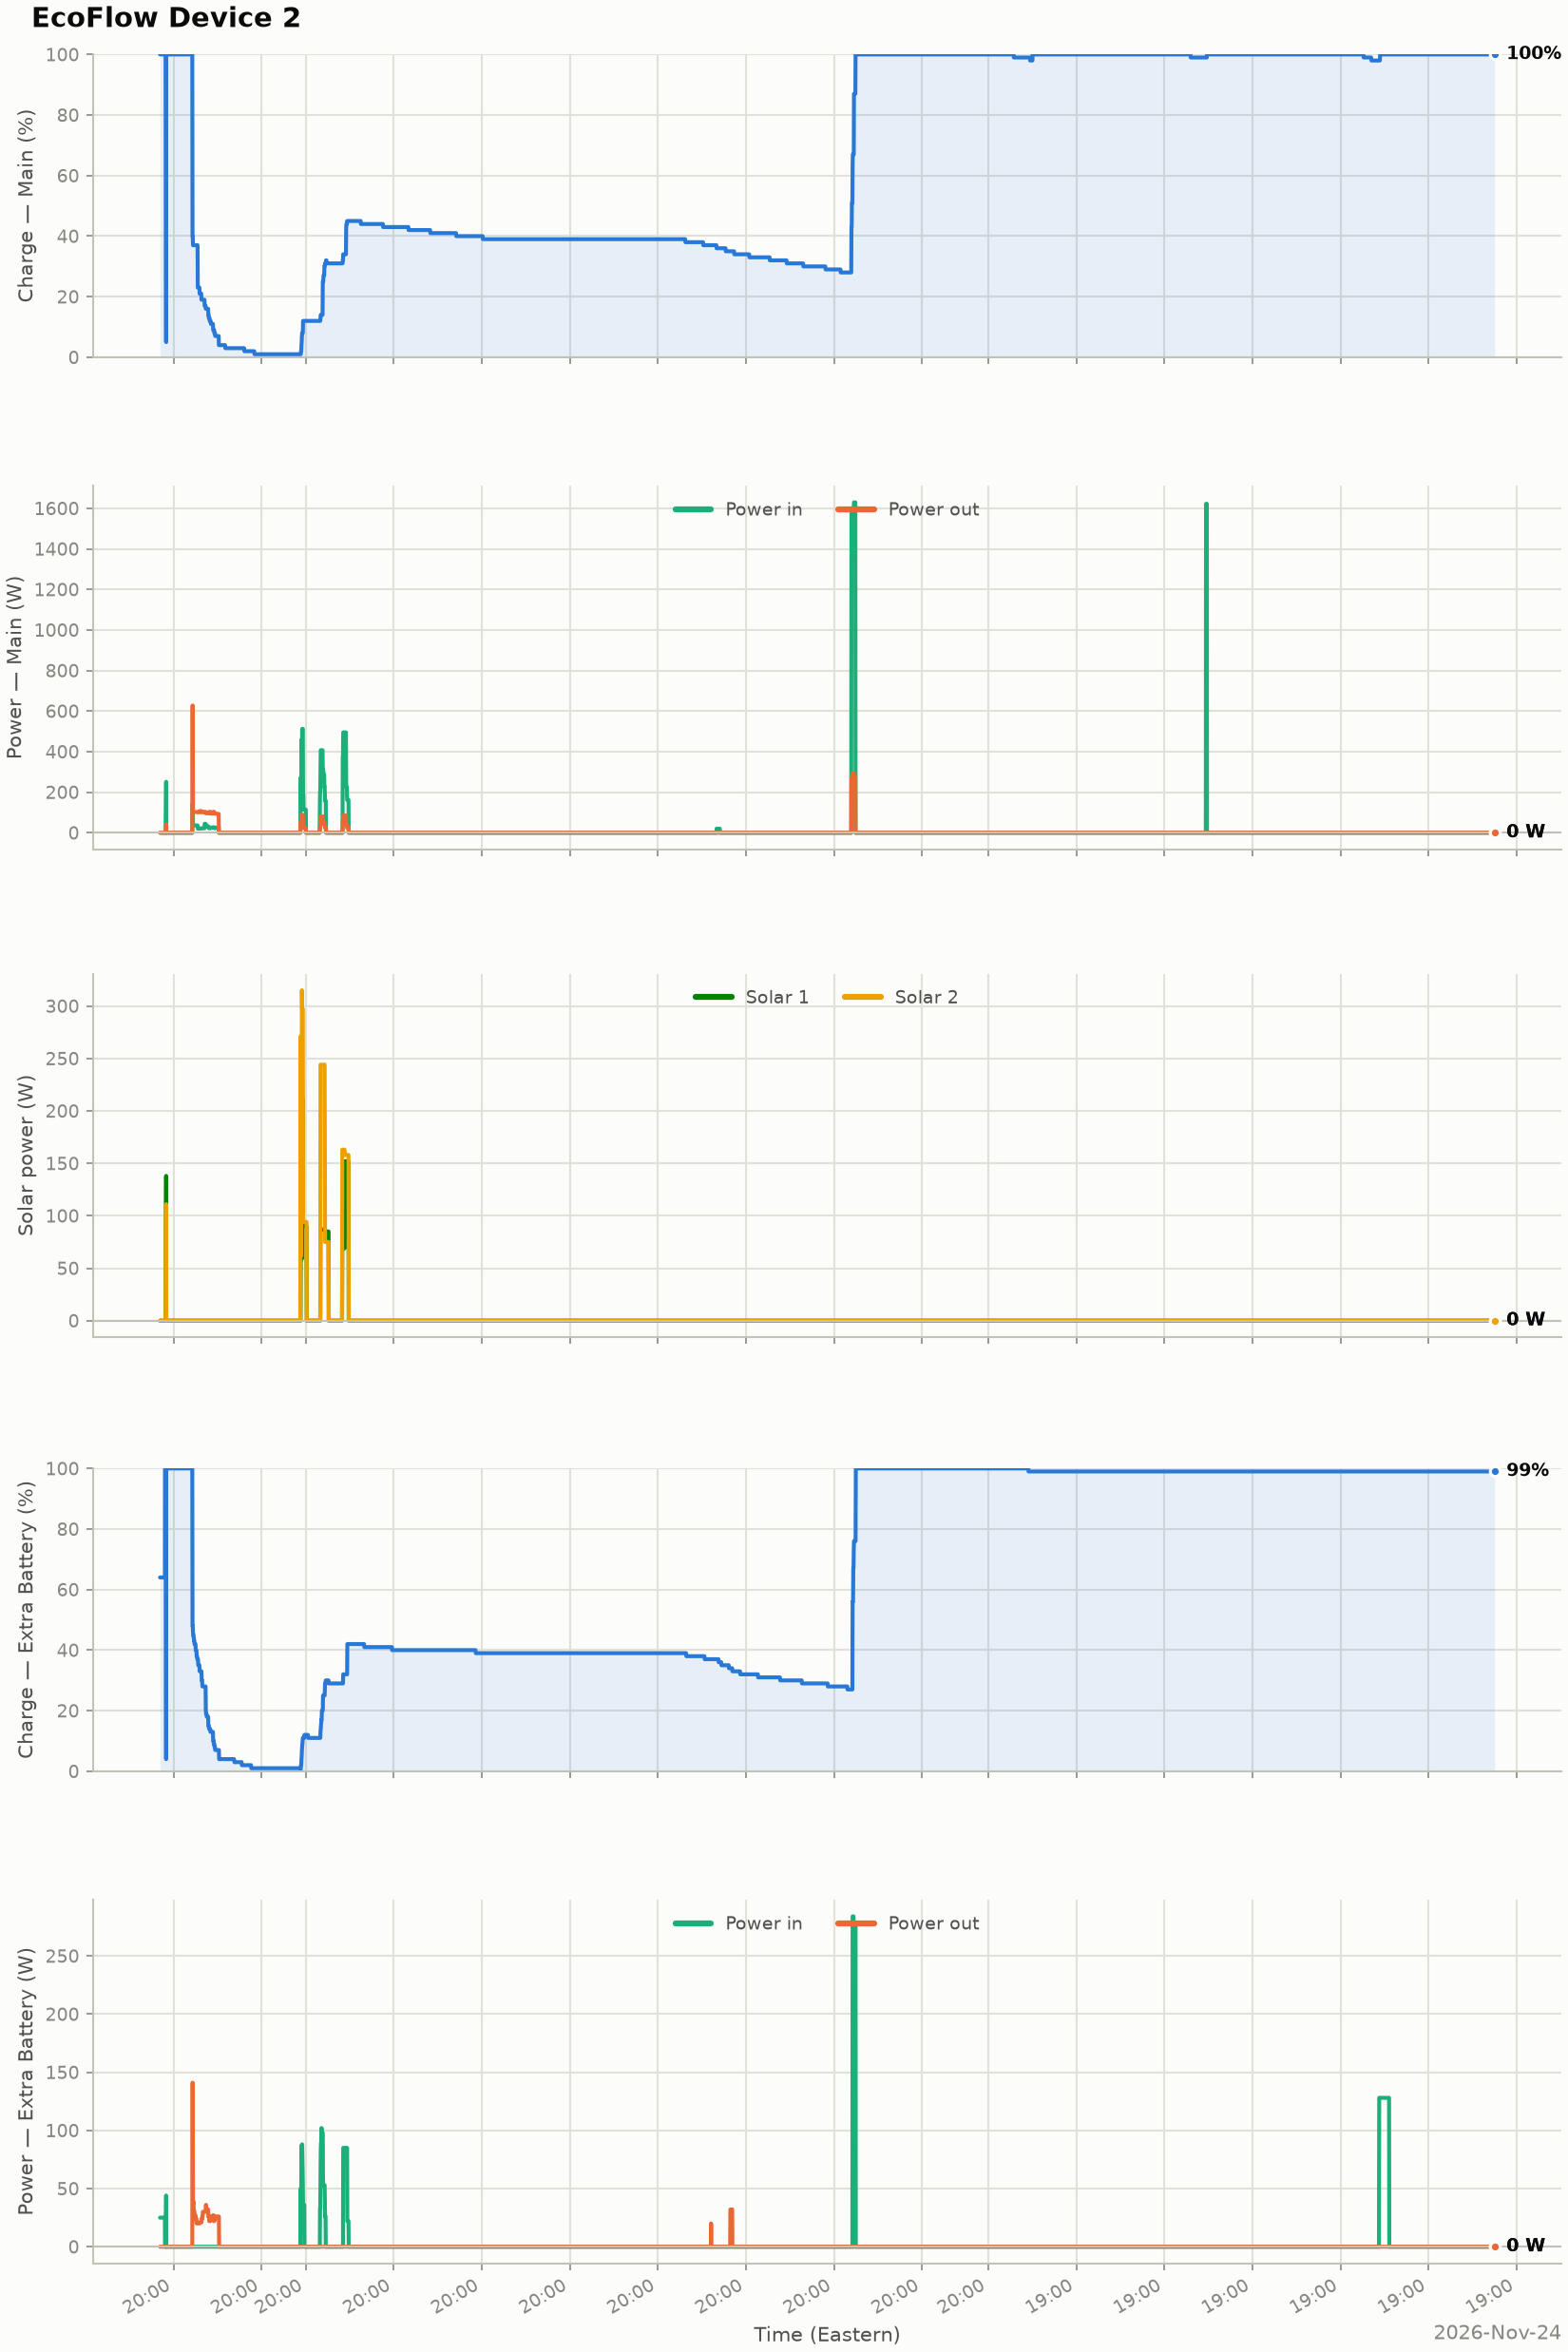 EcoFlow Device 2
Charge — Main (%)
100
80
60
40
20
0
100%
Power — Main (W)
1600
1400
1200
1000
800
600
400
200
0
Power in
Power out
0 W
Solar power (W)
300
250
200
150
100
50
0
Solar 1
Solar 2
0 W
Charge — Extra Battery (%)
100
80
60
40
20
0
99%
Power — Extra Battery (W)
250
200
150
100
50
0
Power in
Power out
0 W
20:00 20:00 20:00 20:00 20:00 20:00 20:00 20:00 20:00 20:00 20:00 19:00 19:00 19:00 19:00 19:00 19:00
Time (Eastern)
2026-Nov-24